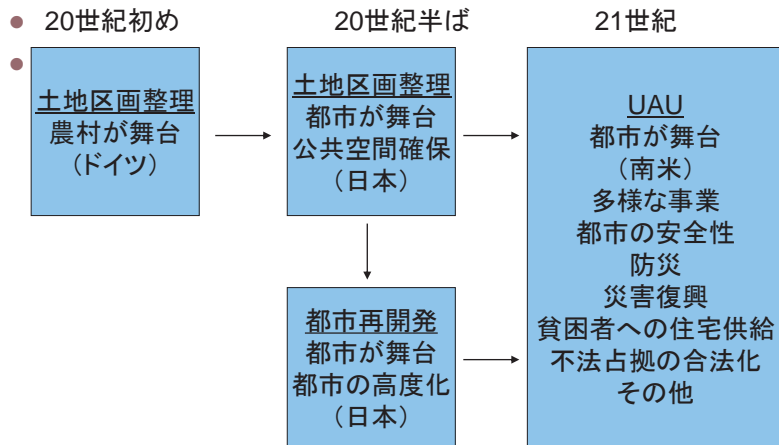 20世紀初め
20世紀半ば
21世紀
土地区画整理
農村が舞台
(ドイツ)
土地区画整理
都市が舞台
公共空間確保
(日本)
都市再開発
都市が舞台
都市の高度化
(日本)
UAU
都市が舞台
(南米)
多様な事業
都市の安全性
防災
災害復興
貧困者への住宅供給
不法占拠の合法化
その他